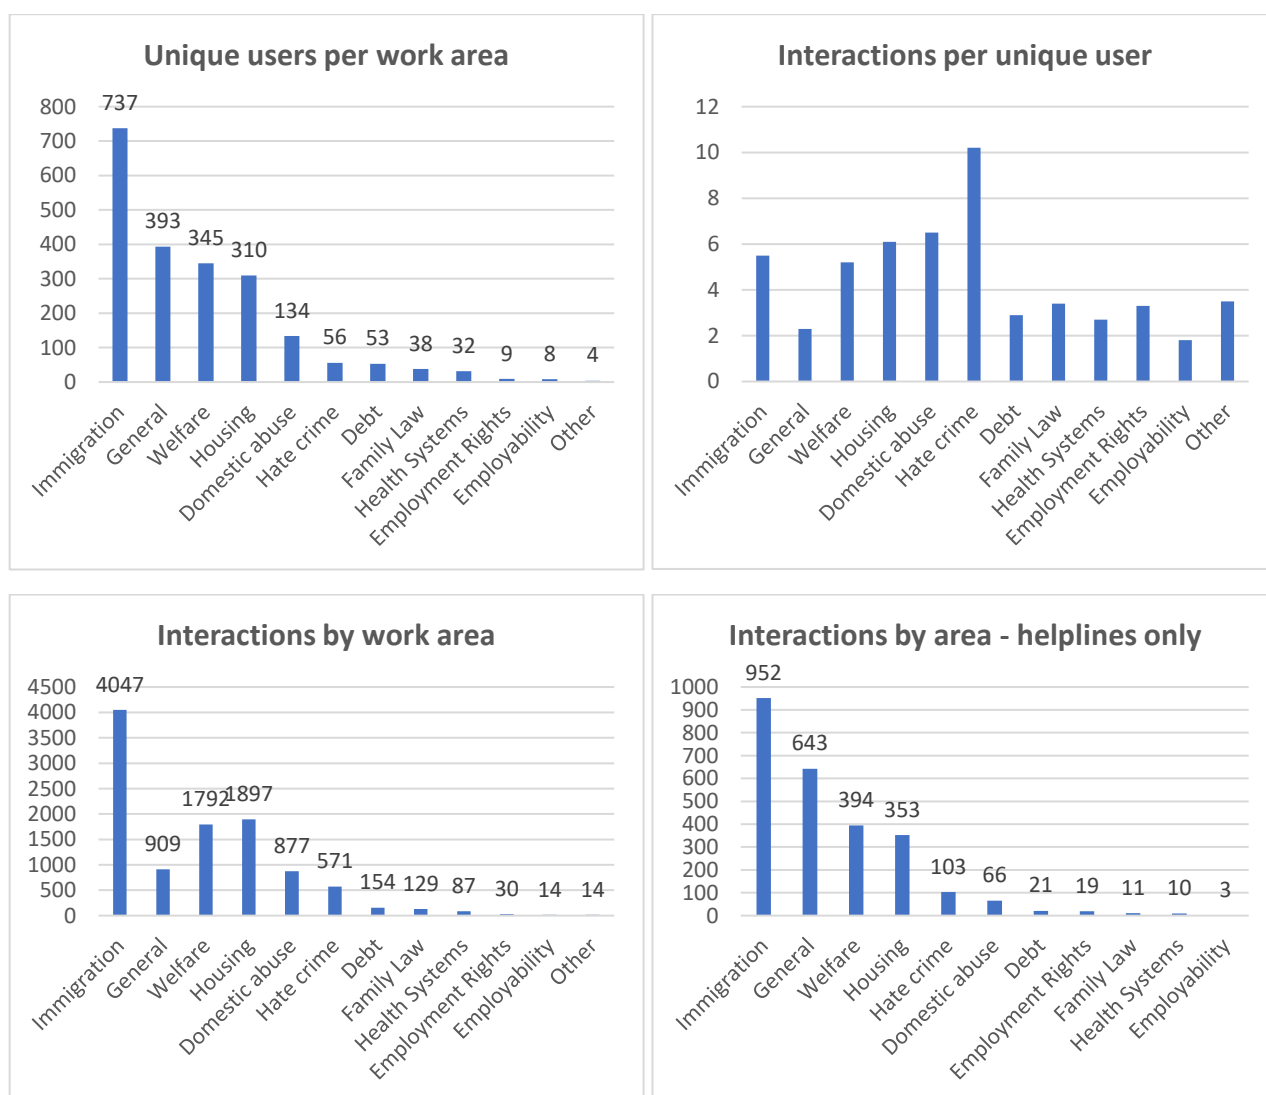 Unique users per work area
800
700
600
500
400
300
200
100
0
737
393
345
310
134
56
53
38
32
9
8
4
Immigration
General
Welfare
Housing
Domestic abuse
Hate crime
Debt
Family Law
Health Systems
Employment Rights
Employability
Other
Interactions per unique user
12
10
8
6
4
2
0
Immigration
General
Welfare
Housing
Domestic abuse
Hate crime
Debt
Family Law
Health Systems
Employment Rights
Employability
Other
Interactions by work area
4500
4000
3500
3000
2500
2000
1500
1000
500
0
4047
909
1792
1897
877
571
154
129
87
30
14
14
Immigration
General
Welfare
Housing
Domestic abuse
Hate crime
Debt
Family Law
Health Systems
Employment Rights
Employability
Other
Interactions by area - helplines only
1000
900
800
700
600
500
400
300
200
100
0
952
643
394
353
103
66
21
19
11
10
3
Immigration
General
Welfare
Housing
Hate crime
Domestic abuse
Debt
Employment Rights
Family Law
Health Systems
Employability